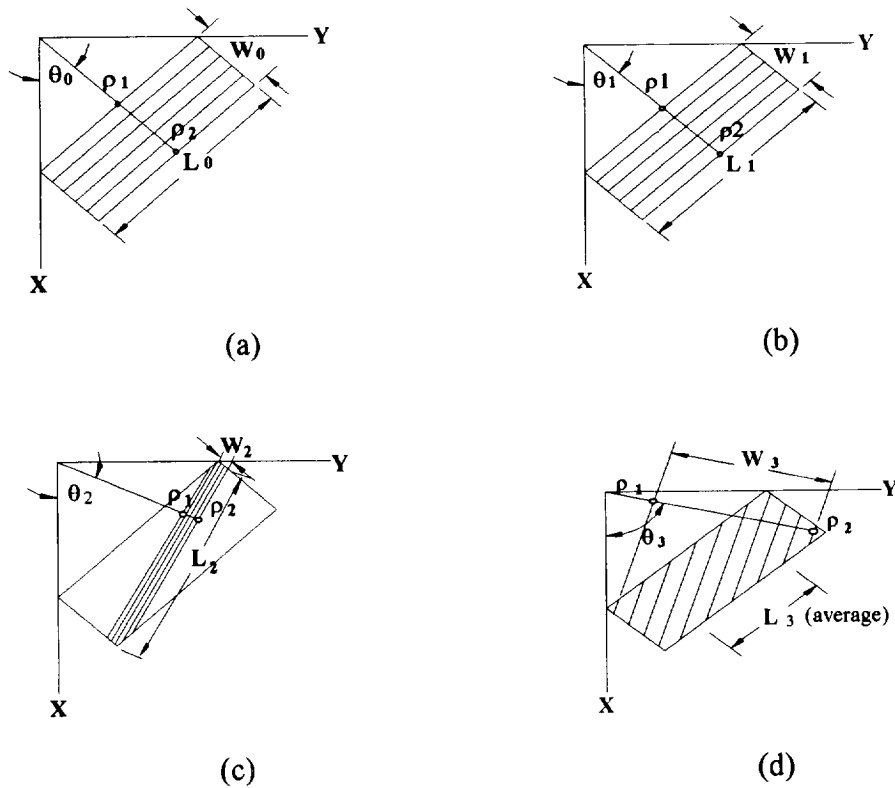 Y
W₀
θ₀
ρ₁
ρ₂
L₀
X
(a)
Y
W₁
θ₁
ρ1
ρ2
L₁
X
(b)
W₂
Y
θ₂
ρ₁
ρ₂
L₂
X
(c)
W₃
ρ₁
Y
ρ₂
θ₃
L₃ (average)
X
(d)